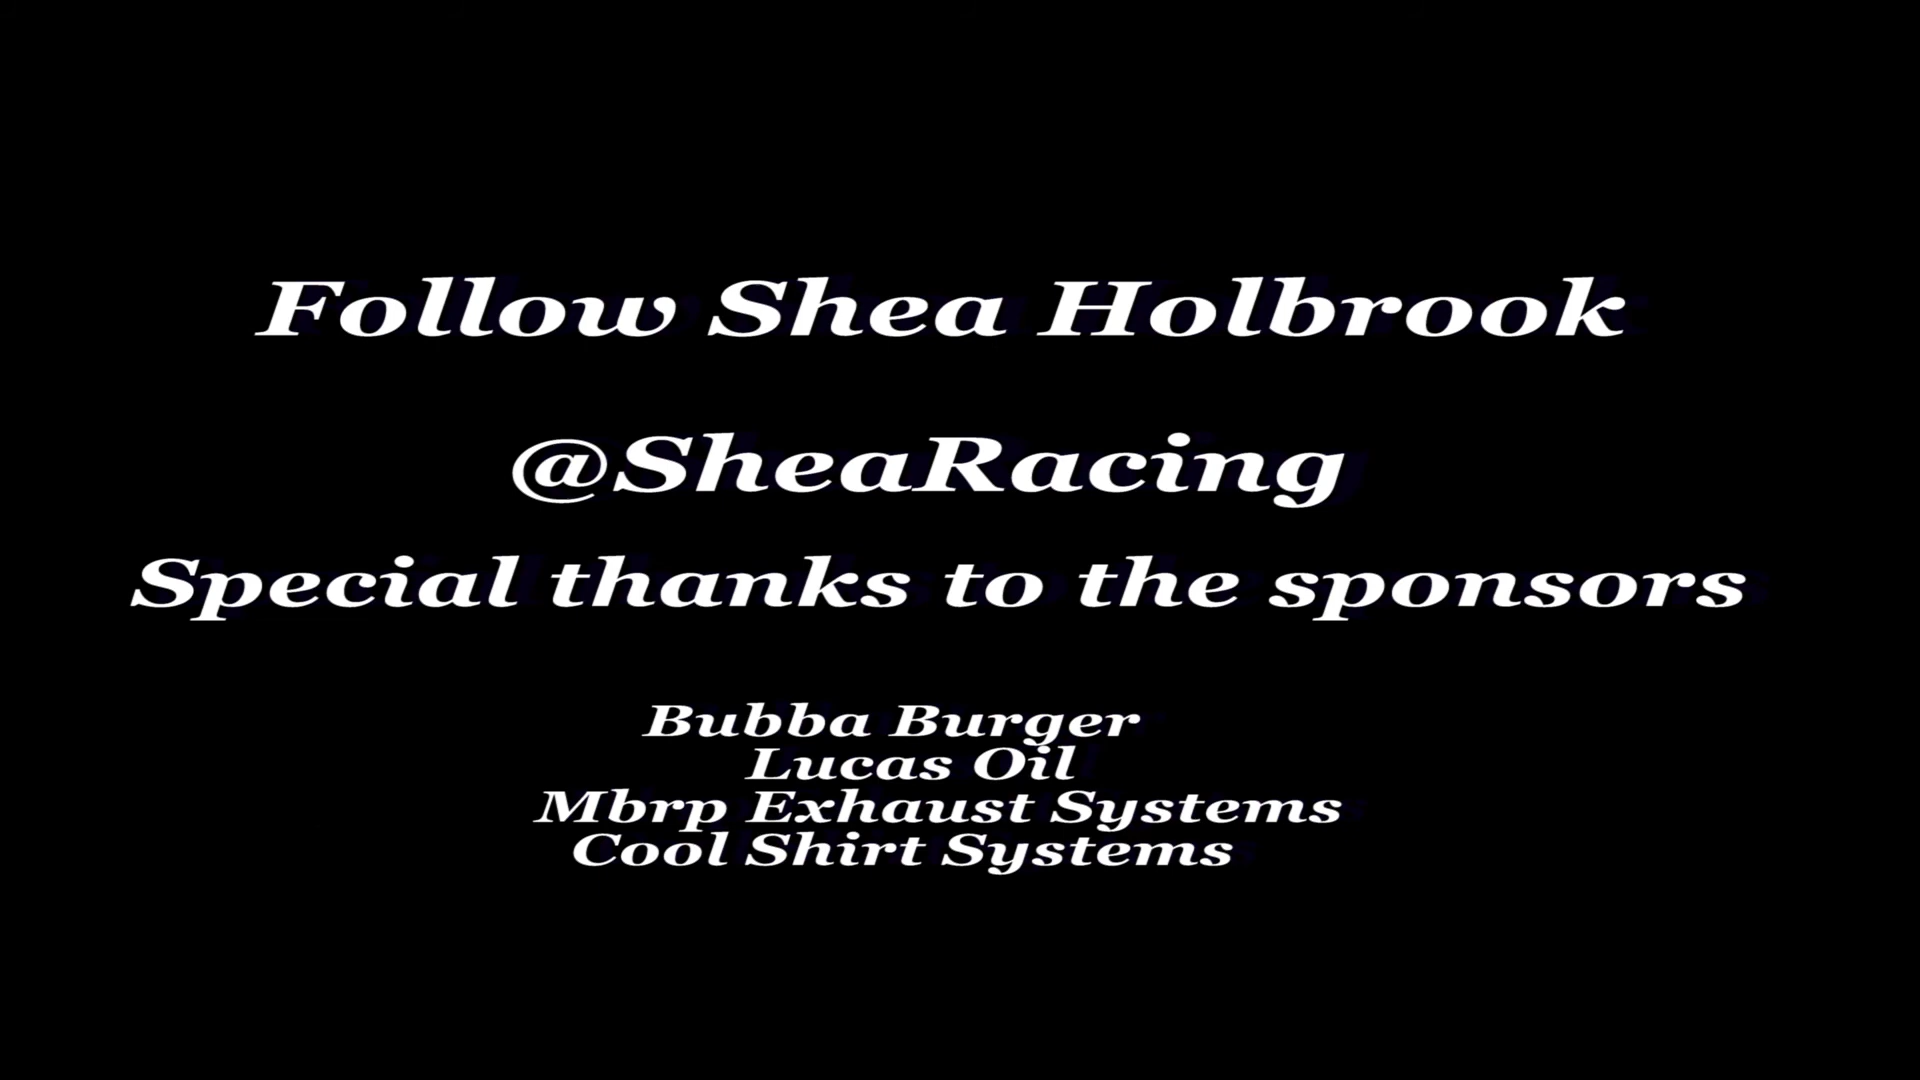 Follow Shea Holbrook
@SheaRacing
Special thanks to the sponsors
Bubba Burger
Lucas Oil
Mbrp Exhaust Systems
Cool Shirt Systems